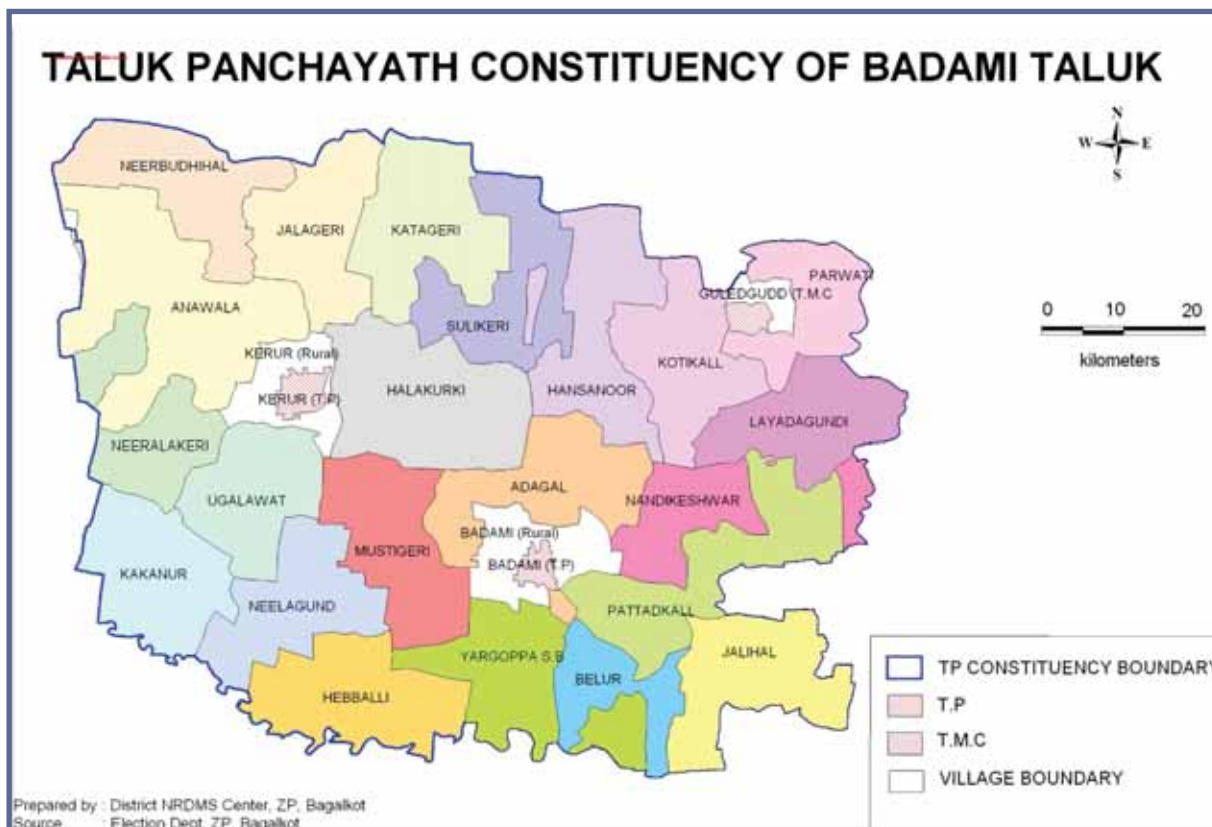 TALUK PANCHAYATH CONSTITUENCY OF BADAMI TALUK
N
W E
S
NEERBUDHIHAL
JALAGERI
KATAGERI
PARWATI
GULEDGUDD (T.M.C
ANAWALA
SULIKERI
KERUR (Rural)
KOTIKALL
KERUR (T.P)
HALAKURKI
HANSANOOR
LAYADAGUNDI
NEERALAKERI
UGALAWAT
ADAGAL
NANDIKESHWAR
BADAMI (Rural)
MUSTIGERI
BADAMI (T.P)
KAKANUR
NEELAGUND
PATTADKALL
YARGOPPA S.B
JALIHAL
BELUR
HEBBALLI
0 10 20
kilometers
TP CONSTITUENCY BOUNDARY
T.P
T.M.C
VILLAGE BOUNDARY
Prepared by : District NRDMS Center, ZP, Bagalkot
Source : Election Dept, ZP, Bagalkot